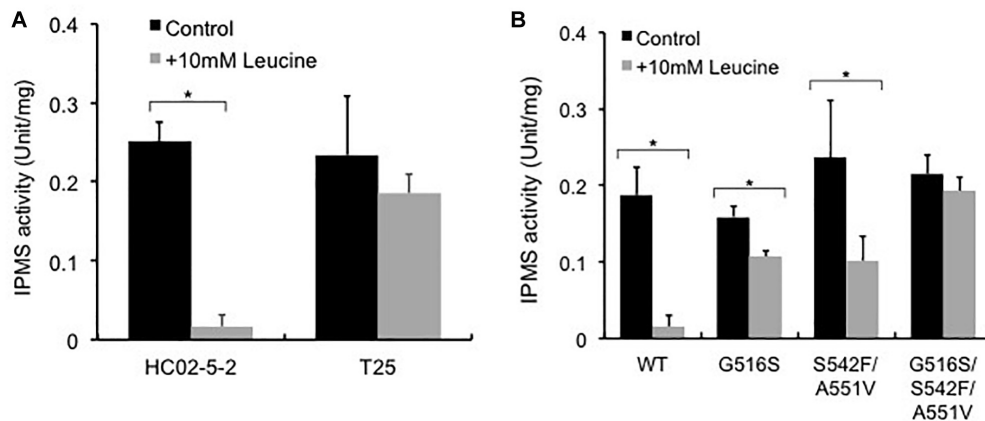 A
IPMS activity (Unit/mg)
0.4
0.3
0.2
0.1
0
Control
+10mM Leucine
*
HC02-5-2
T25
B
IPMS activity (Unit/mg)
0.4
0.3
0.2
0.1
0
Control
+10mM Leucine
*
*
*
WT
G516S
S542F/
A551V
G516S/
S542F/
A551V